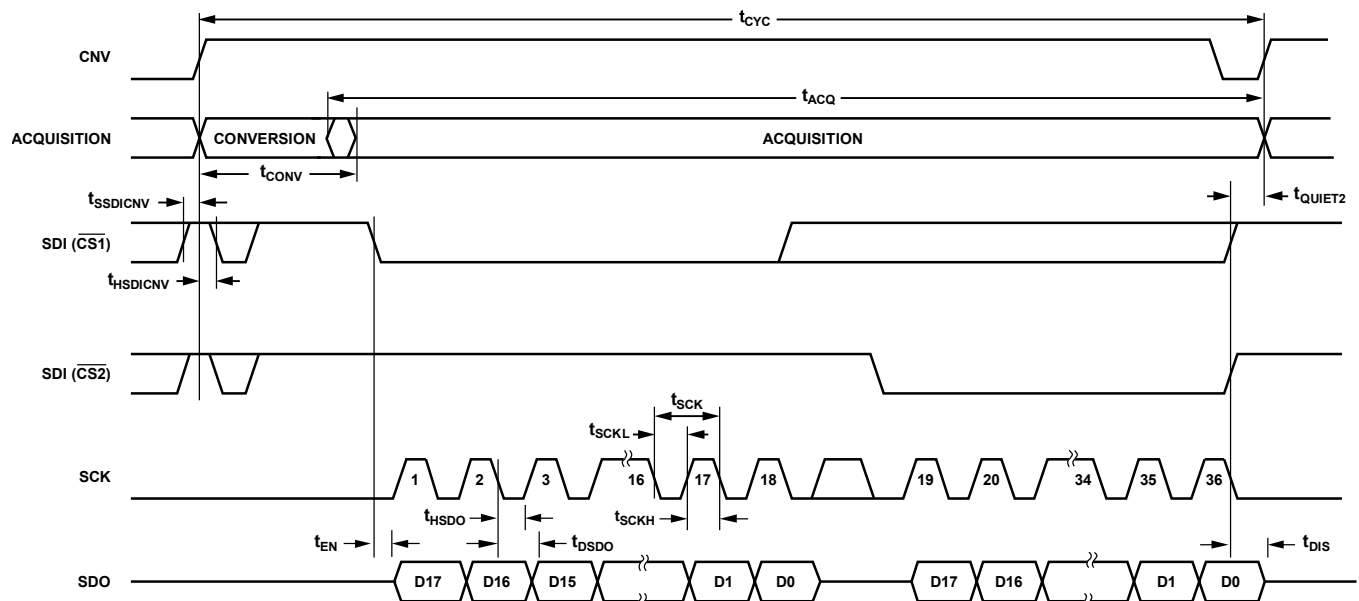 tCYC
CNV
tACQ
ACQUISITION CONVERSION ACQUISITION
tCONV
tSSDICNV
tQUIET2
SDI (CS1)
tHSDICNV
SDI (CS2)
tSCK
tSCKL
SCK 1 2 3 16 17 18 19 20 34 35 36
tHSDO tSCKH
tEN tDSDO tDIS
SDO D17 D16 D15 D1 D0 D17 D16 D1 D0